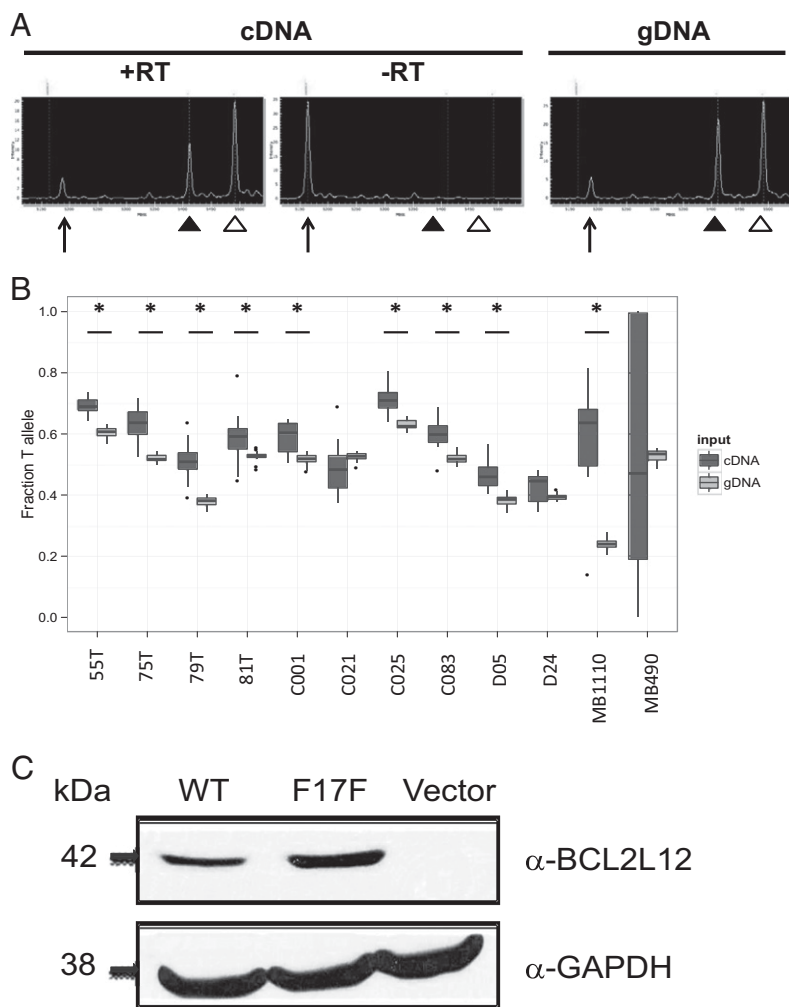 A
cDNA
gDNA
+RT
-RT
B
* * * * * * * * *
Fraction T allele
1.0
0.8
0.6
0.4
0.2
0.0
input
cDNA
gDNA
55T
75T
79T
81T
C001
C021
C025
C083
D05
D24
MB1110
MB490
C
kDa WT F17F Vector
42 α-BCL2L12
38 α-GAPDH